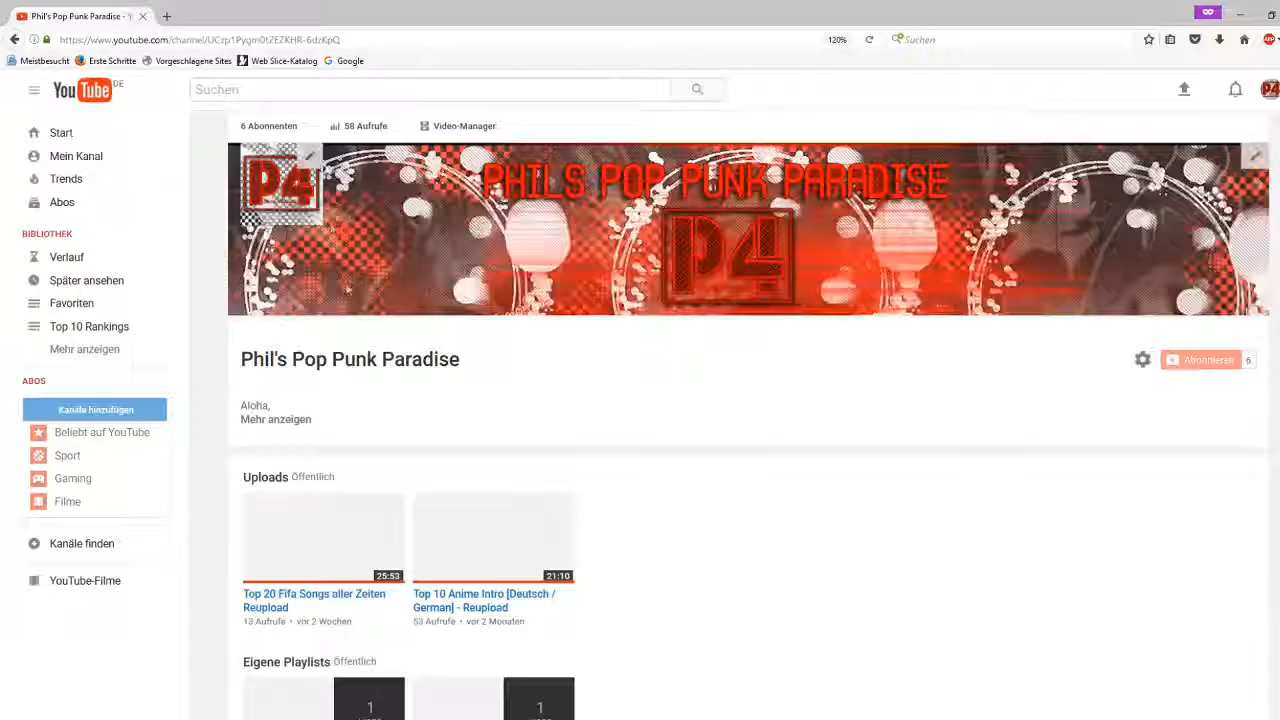 Phil's Pop Punk Paradise - Y
https://www.youtube.com/channel/UCzp1Pygm0tZEZKHR-6dzKpQ
120%
Suchen
Meistbesucht Erste Schritte Vorgeschlagene Sites Web Slice-Katalog Google
YouTube DE
Suchen
P4
6 Abonnenten 58 Aufrufe Video-Manager
Start
Mein Kanal
Trends
Abos
BIBLIOTHEK
Verlauf
Später ansehen
Favoriten
Top 10 Rankings
Mehr anzeigen
ABOS
Kanäle hinzufügen
Beliebt auf YouTube
Sport
Gaming
Filme
Kanäle finden
YouTube-Filme
P4
PHILS POP PUNK PARADISE
P4
Phil's Pop Punk Paradise
Abonnieren 6
Aloha,
Mehr anzeigen
Uploads Öffentlich
25:53
Top 20 Fifa Songs aller Zeiten
Reupload
13 Aufrufe • vor 2 Wochen
21:10
Top 10 Anime Intro [Deutsch /
German] - Reupload
53 Aufrufe • vor 2 Monaten
Eigene Playlists Öffentlich
1
1